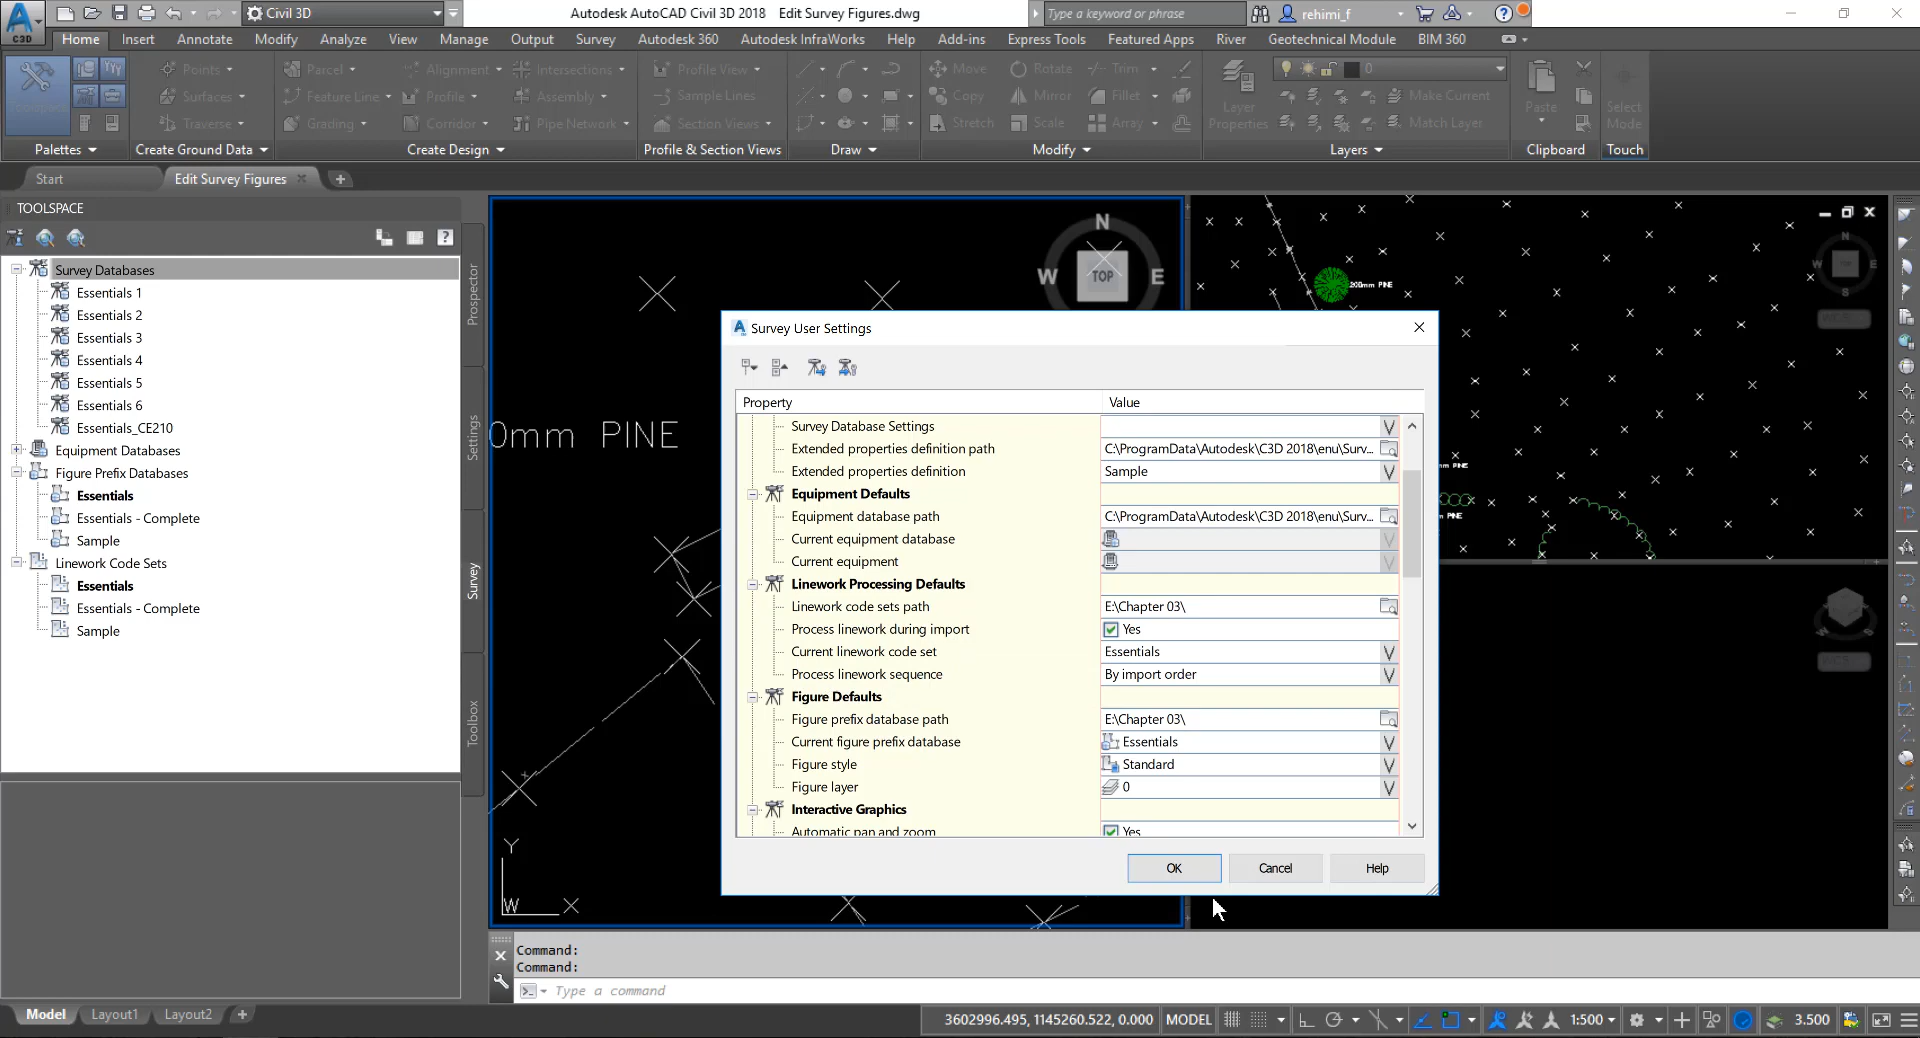 Civil 3D
Autodesk AutoCAD Civil 3D 2018 Edit Survey Figures.dwg
Type a keyword or phrase
rehimi_f
C3D
Home Insert Annotate Modify Analyze View Manage Output Survey Autodesk 360 Autodesk InfraWorks Help Add-ins Express Tools Featured Apps River Geotechnical Module BIM 360
Points Parcel Alignment Intersections Profile View Move Rotate Trim 0
Surfaces Feature Line Profile Assembly Sample Lines Copy Mirror Fillet Make Current
Traverse Grading Corridor Pipe Network Section Views Stretch Scale Array Match Layer
Layer Properties
Paste
Select Mode
Palettes Create Ground Data Create Design Profile & Section Views Draw Modify Layers Clipboard Touch
Start Edit Survey Figures
TOOLSPACE
Survey Databases
Essentials 1
Essentials 2
Essentials 3
Essentials 4
Essentials 5
Essentials 6
Essentials_CE210
Equipment Databases
Figure Prefix Databases
Essentials
Essentials - Complete
Sample
Linework Code Sets
Essentials
Essentials - Complete
Sample
Prospector
Settings
Survey
Toolbox
N
W TOP E
0mm PINE
200mm PINE
N
W E
S
mm PINE
PINE
Survey User Settings
Property Value
Survey Database Settings
Extended properties definition path C:\ProgramData\Autodesk\C3D 2018\enu\Surv...
Extended properties definition Sample
Equipment Defaults
Equipment database path C:\ProgramData\Autodesk\C3D 2018\enu\Surv...
Current equipment database
Current equipment
Linework Processing Defaults
Linework code sets path E:\Chapter 03\
Process linework during import Yes
Current linework code set Essentials
Process linework sequence By import order
Figure Defaults
Figure prefix database path E:\Chapter 03\
Current figure prefix database Essentials
Figure style Standard
Figure layer 0
Interactive Graphics
Automatic pan and zoom Yes
OK Cancel Help
Y
W X
Command:
Command:
Type a command
Model Layout1 Layout2
3602996.495, 1145260.522, 0.000 MODEL 1:500 3.500